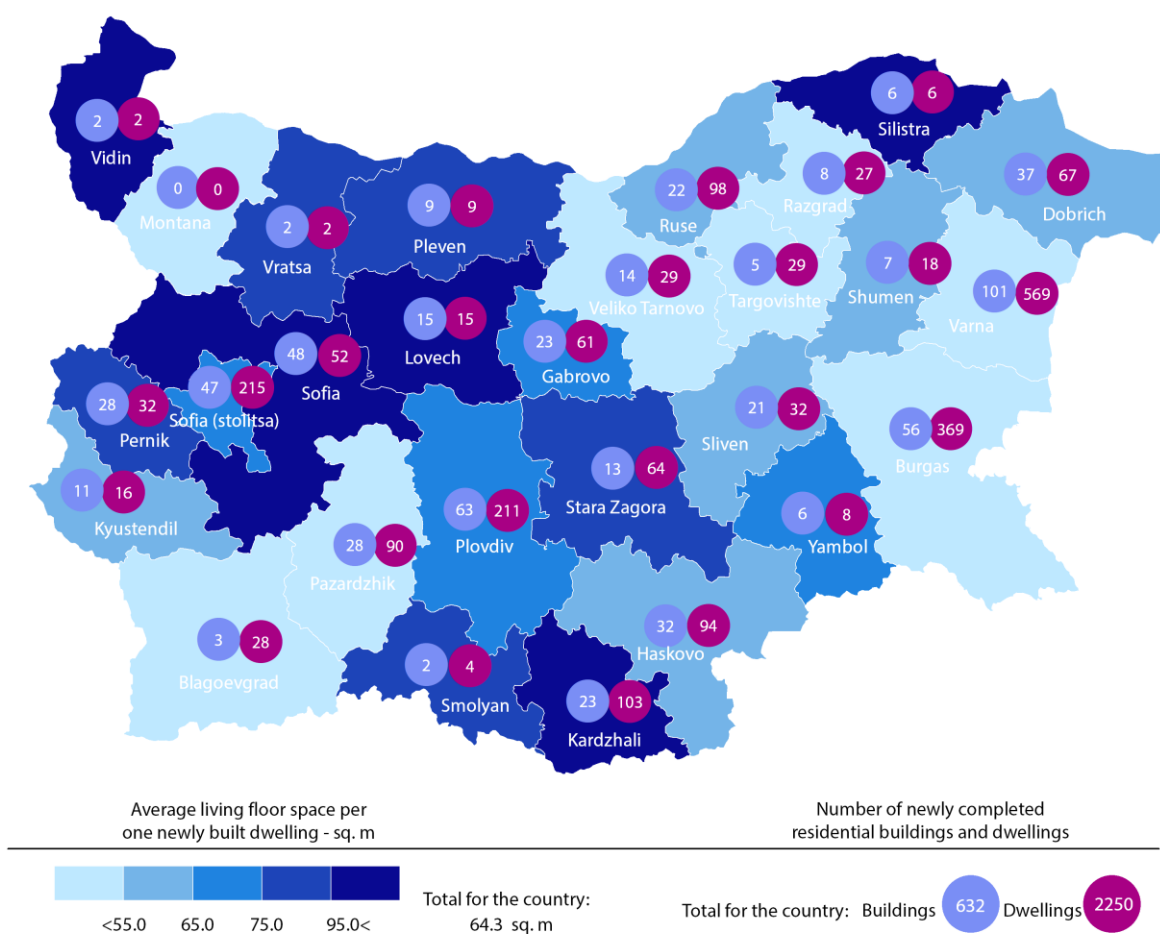 6 6
Silistra
2 2
Vidin
8 27
Razgrad
37 67
Dobrich
0 0
Montana
22 98
Ruse
9 9
Pleven
2 2
Vratsa
5 29
Targovishte
7 18
Shumen
14 29
Veliko Tarnovo
101 569
Varna
15 15
Lovech
23 61
Gabrovo
48 52
Sofia
47 215
Sofia (stolitsa)
28 32
Pernik
21 32
Sliven
56 369
Burgas
13 64
Stara Zagora
11 16
Kyustendil
63 211
Plovdiv
6 8
Yambol
28 90
Pazardzhik
32 94
Haskovo
3 28
Blagoevgrad
2 4
Smolyan
23 103
Kardzhali
Average living floor space per
one newly built dwelling - sq. m
<55.0 65.0 75.0 95.0<
Total for the country:
64.3 sq. m
Number of newly completed
residential buildings and dwellings
Total for the country: Buildings 632 Dwellings 2250